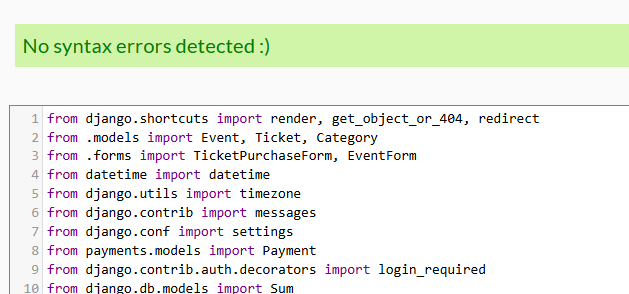 No syntax errors detected :)
1 from django.shortcuts import render, get_object_or_404, redirect
2 from .models import Event, Ticket, Category
3 from .forms import TicketPurchaseForm, EventForm
4 from datetime import datetime
5 from django.utils import timezone
6 from django.contrib import messages
7 from django.conf import settings
8 from payments.models import Payment
9 from django.contrib.auth.decorators import login_required
10 from django.db.models import Sum